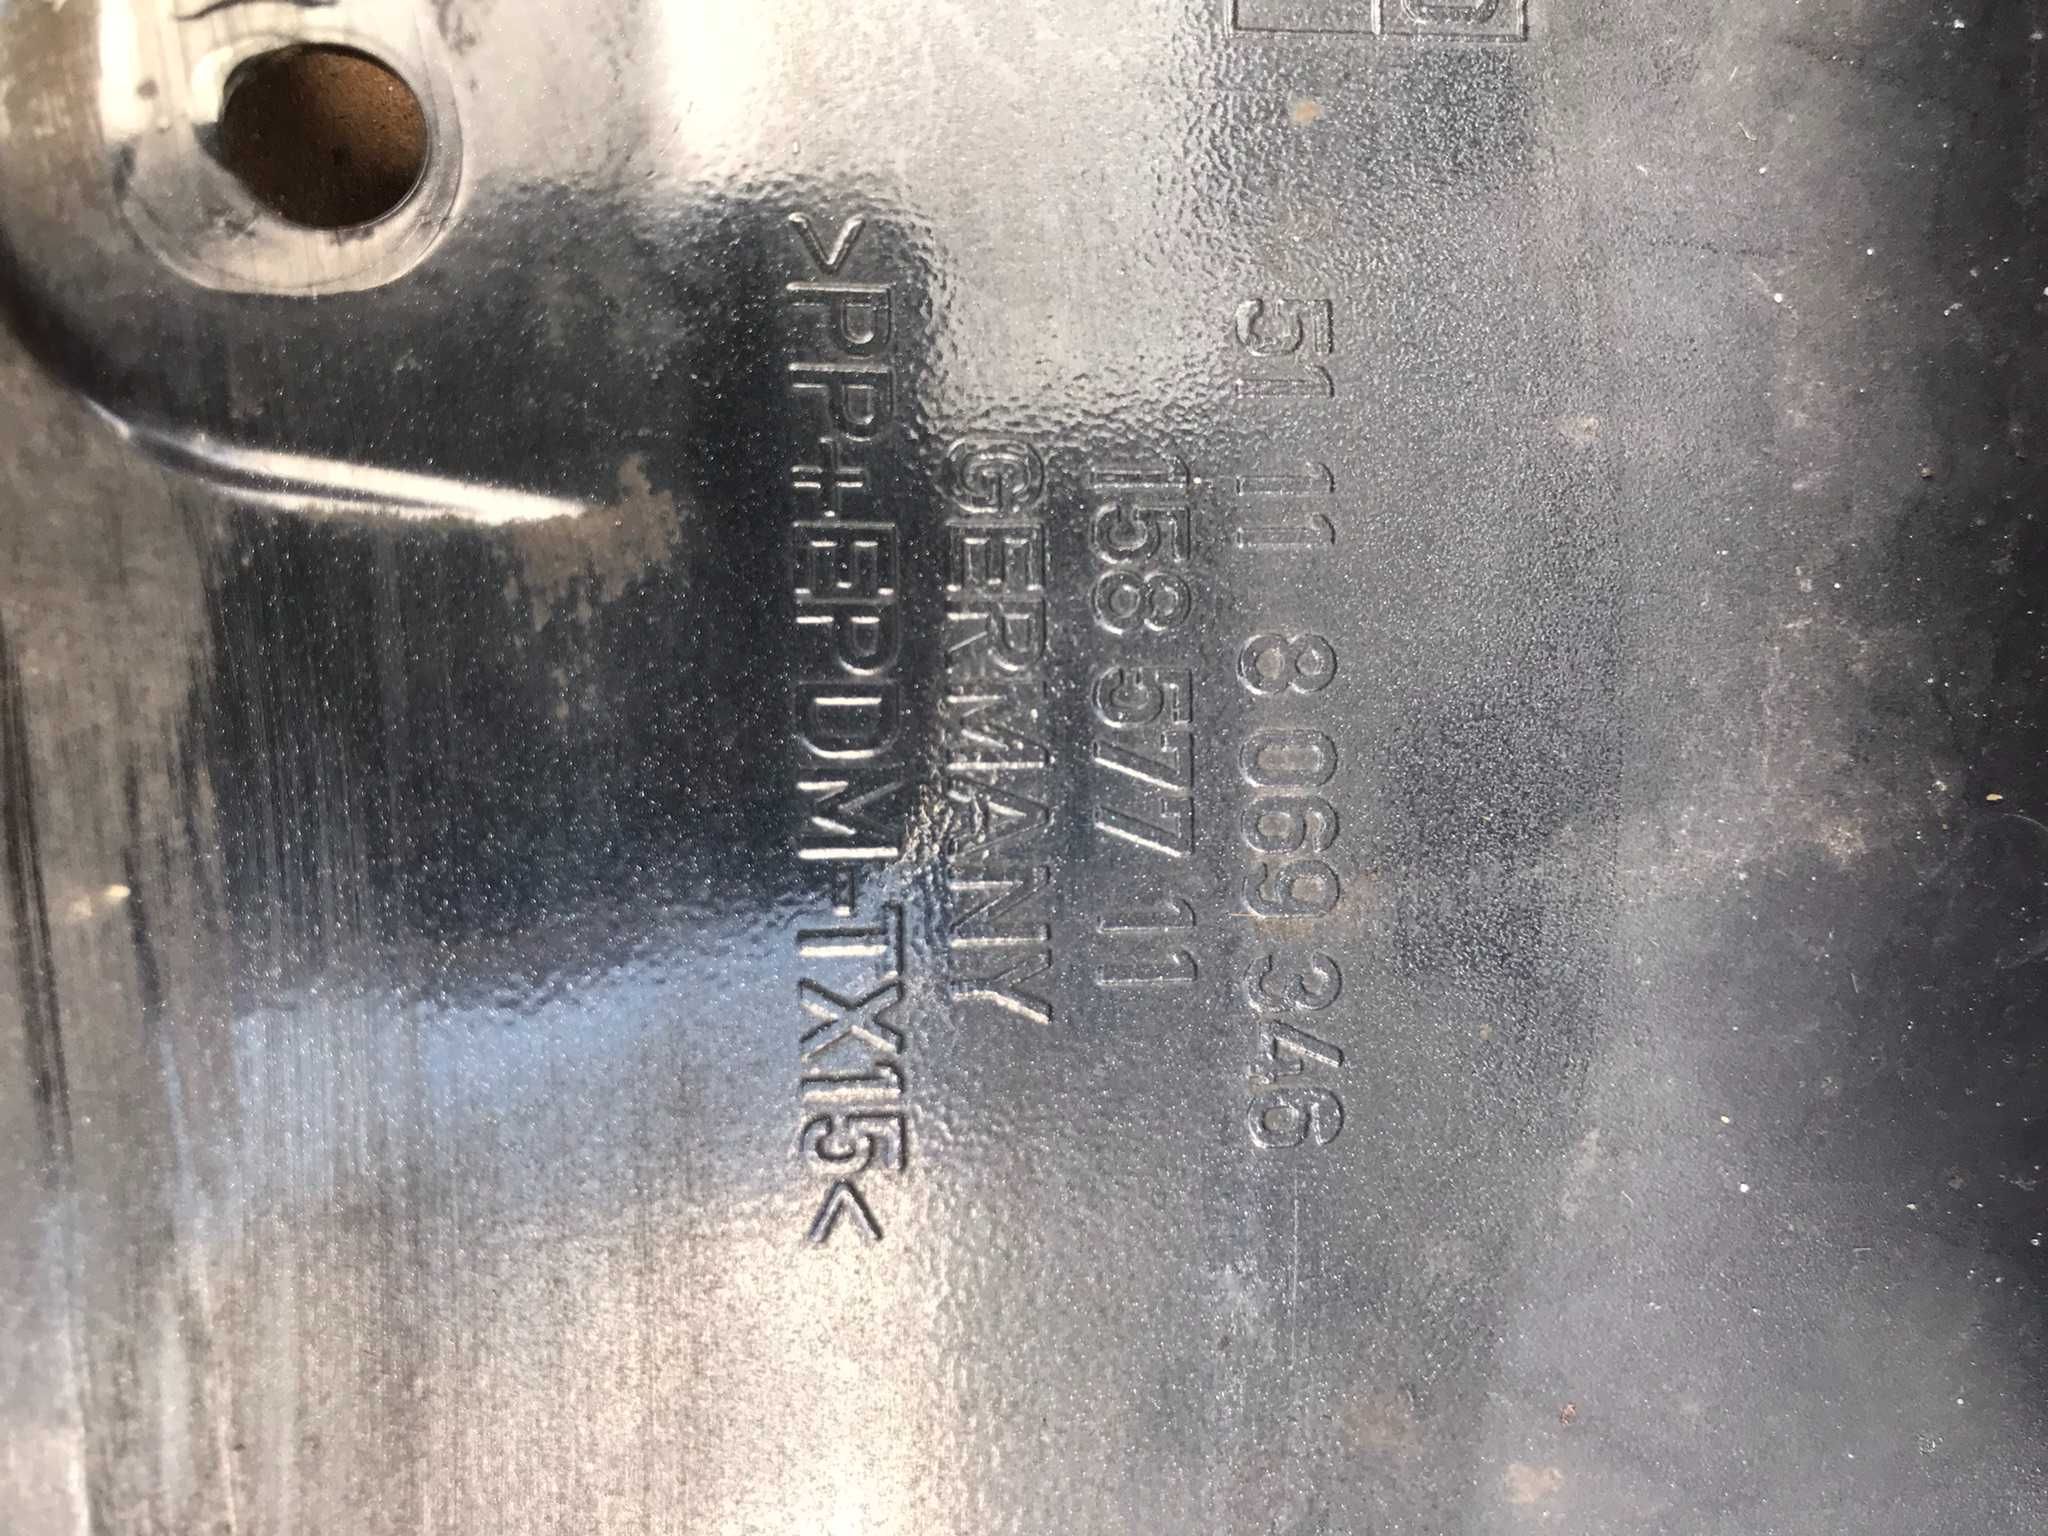 51 11 8 069 346
158 577 11
GERMANY
>PP+EPDM-TX15<